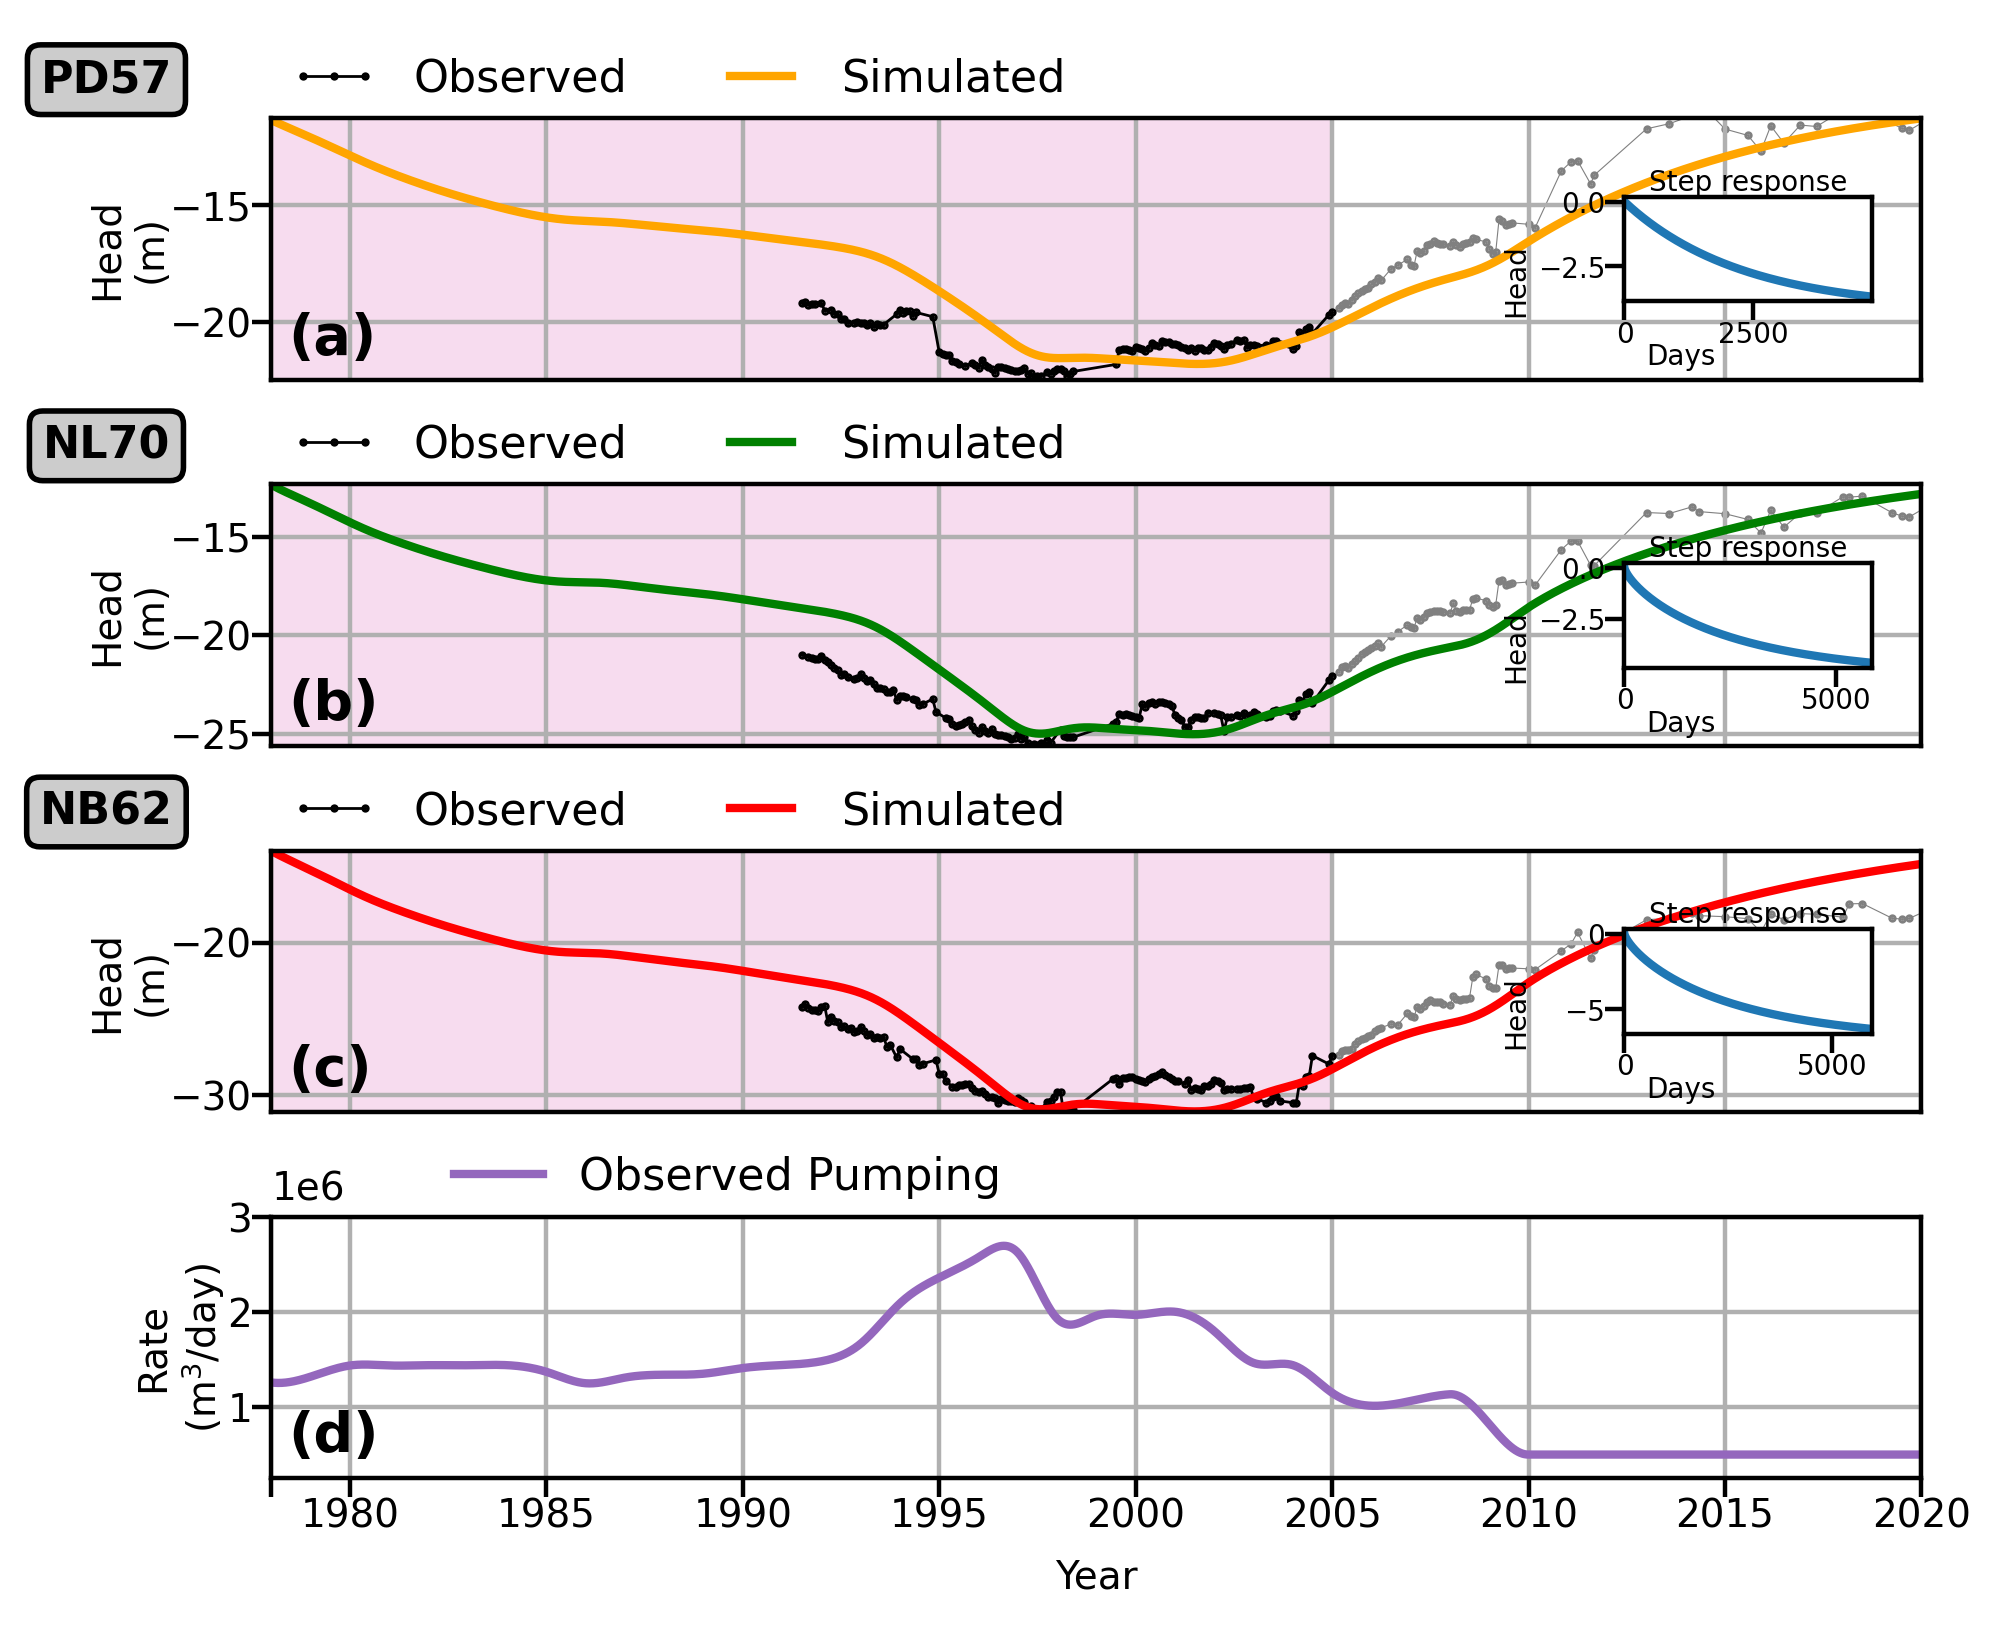 PD57
Observed Simulated
Head
(m)
−15
−20
(a)
Step response
0.0
−2.5
Head
0 2500
Days
NL70
Observed Simulated
Head
(m)
−15
−20
−25
(b)
Step response
0.0
−2.5
Head
0 5000
Days
NB62
Observed Simulated
Head
(m)
−20
−30
(c)
Step response
0
−5
Head
0 5000
Days
1e6
Observed Pumping
Rate
(m³/day)
3
2
1
(d)
1980 1985 1990 1995 2000 2005 2010 2015 2020
Year